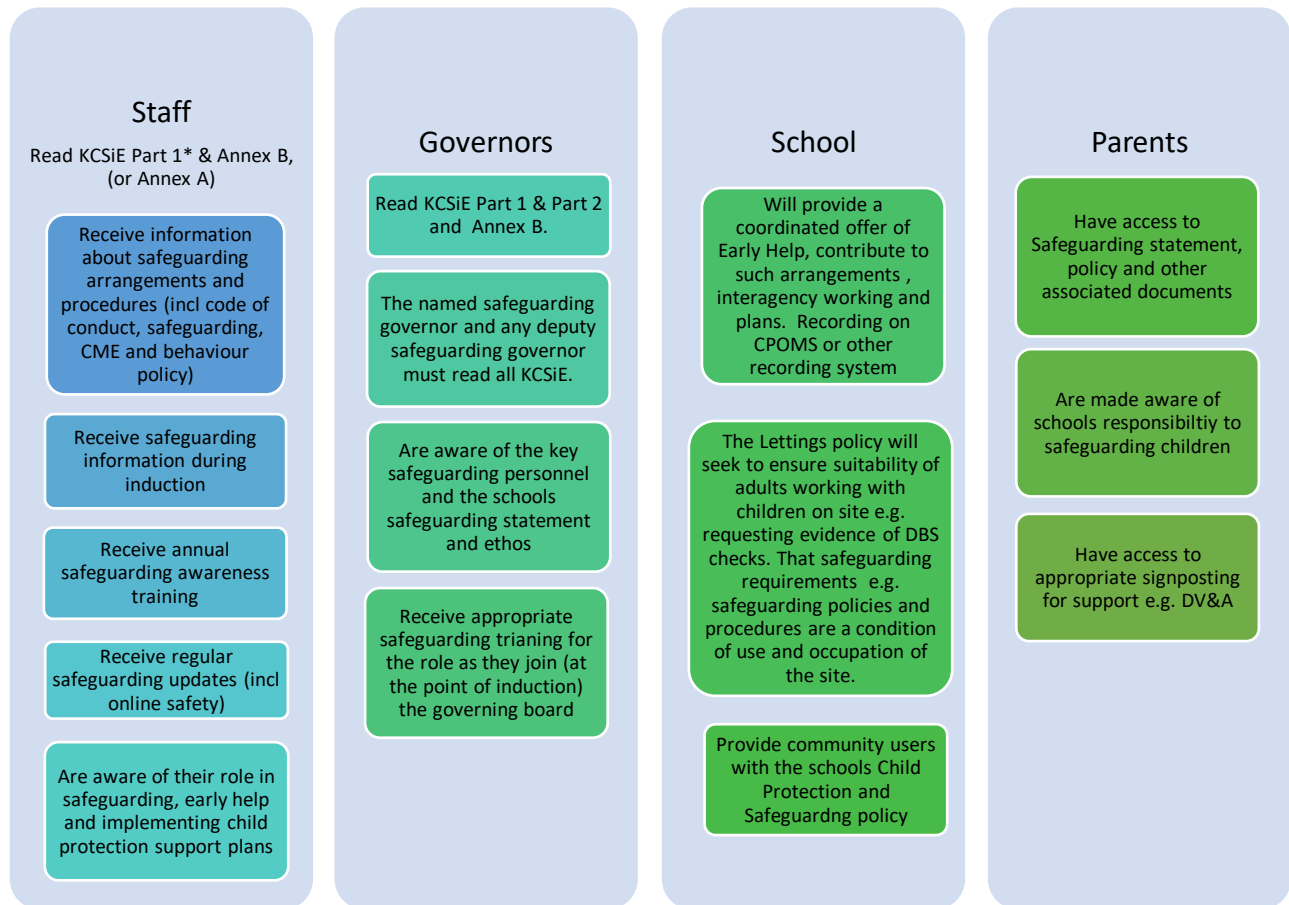 Staff
Read KCSiE Part 1* & Annex B,
(or Annex A)
Receive information
about safeguarding
arrangements and
procedures (incl code of
conduct, safeguarding,
CME and behaviour
policy)
Receive safeguarding
information during
induction
Receive annual
safeguarding awareness
training
Receive regular
safeguarding updates (incl
online safety)
Are aware of their role in
safeguarding, early help
and implementing child
protection support plans
Governors
Read KCSiE Part 1 & Part 2
and Annex B.
The named safeguarding
governor and any deputy
safeguarding governor
must read all KCSiE.
Are aware of the key
safeguarding personnel
and the schools
safeguarding statement
and ethos
Receive appropriate
safeguarding trianing for
the role as they join (at
the point of induction)
the governing board
School
Will provide a
coordinated offer of
Early Help, contribute to
such arrangements ,
interagency working and
plans. Recording on
CPOMS or other
recording system
The Lettings policy will
seek to ensure suitability of
adults working with
children on site e.g.
requesting evidence of DBS
checks. That safeguarding
requirements e.g.
safeguarding policies and
procedures are a condition
of use and occupation of
the site.
Provide community users
with the schools Child
Protection and
Safeguardng policy
Parents
Have access to
Safeguarding statement,
policy and other
associated documents
Are made aware of
schools responsibiltiy to
safeguarding children
Have access to
appropriate signposting
for support e.g. DV&A